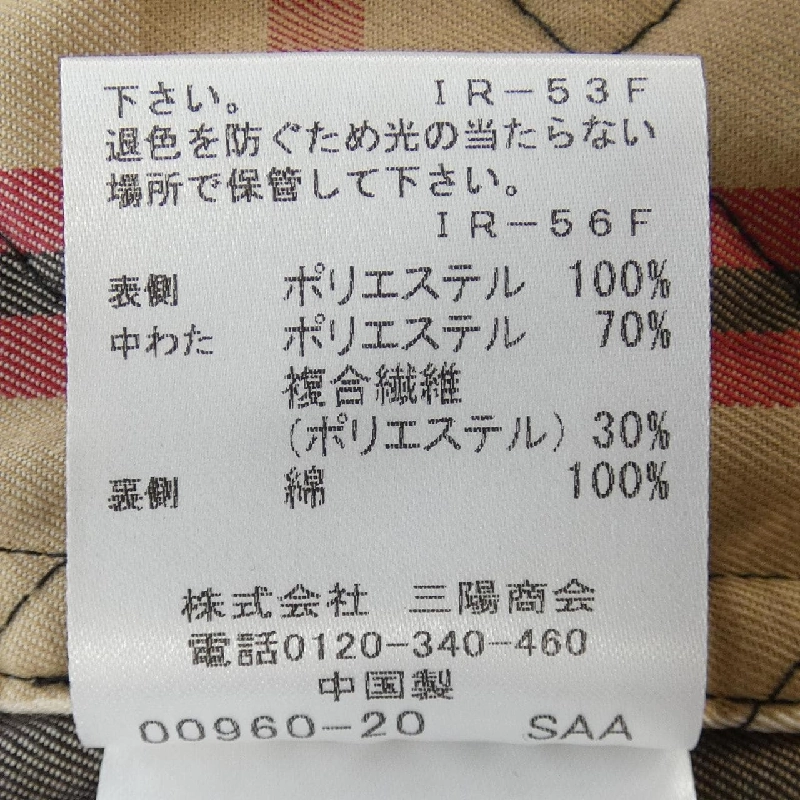 下さい。 IR-53F
退色を防ぐため光の当たらない
場所で保管して下さい。
IR-56F
表側 ポリエステル 100%
中わた ポリエステル 70%
複合繊維
(ポリエステル) 30%
裏側 綿 100%
株式会社 三陽商会
電話0120-340-460
中国製
00960-20 SAA